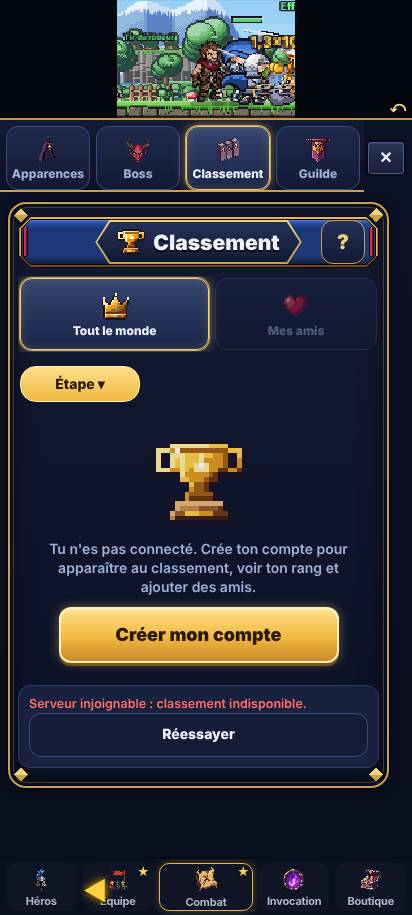 Eff
Apparences
Boss
Classement
Guilde
×
Classement
?
Tout le monde
Mes amis
Étape ▾
Tu n'es pas connecté. Crée ton compte pour
apparaître au classement, voir ton rang et
ajouter des amis.
Créer mon compte
Serveur injoignable : classement indisponible.
Réessayer
Héros
Équipe
Combat
Invocation
Boutique